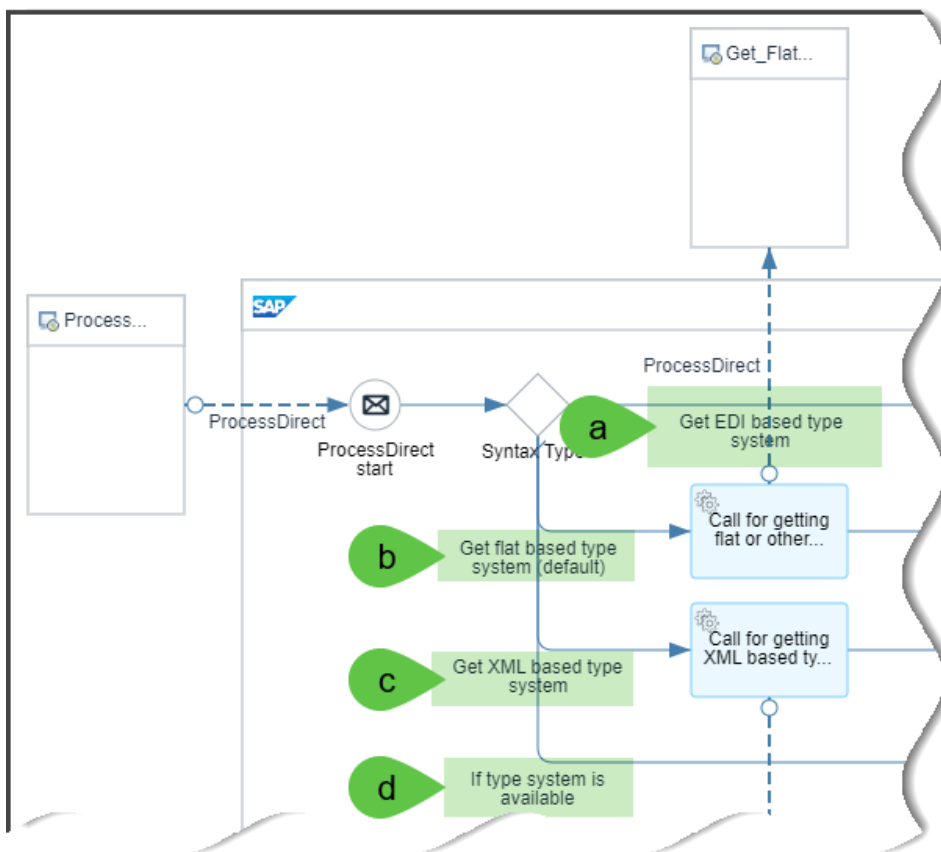 Get_Flat...
SAP
Process...
ProcessDirect
ProcessDirect
ProcessDirect
start
Syntax Type
a
Get EDI based type
system
b
Get flat based type
system (default)
Call for getting
flat or other...
c
Get XML based type
system
Call for getting
XML based ty...
d
If type system is
available